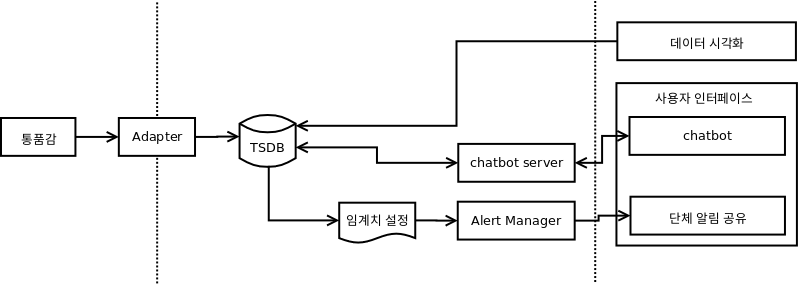 데이터 시각화
사용자 인터페이스
통품감
Adapter
TSDB
chatbot
chatbot server
임계치 설정
Alert Manager
단체 알림 공유